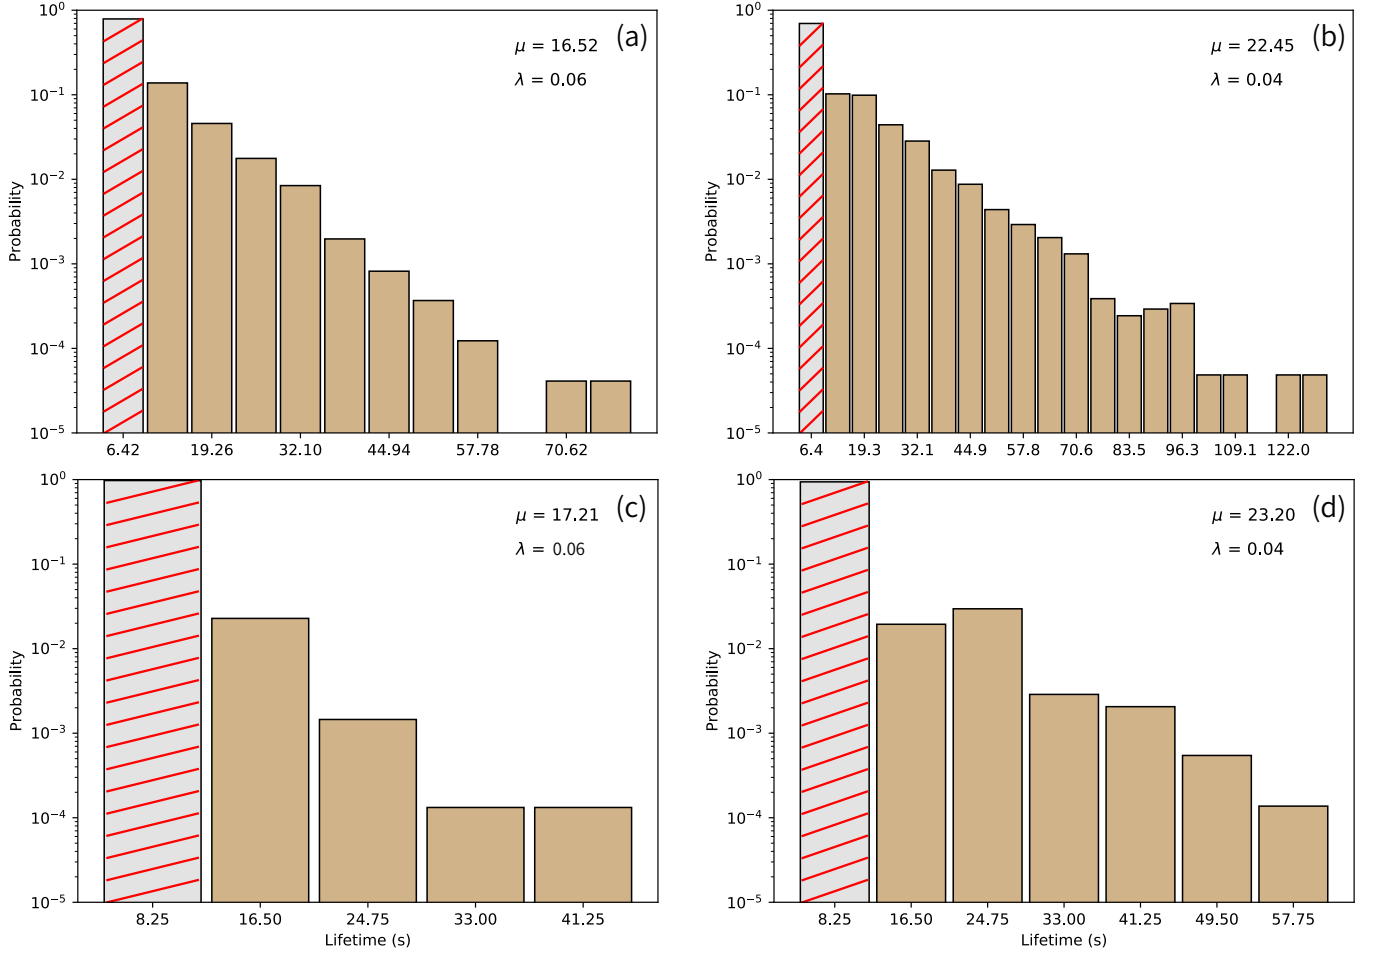 (a)
μ = 16.52
λ = 0.06
Probability
10⁰
10⁻¹
10⁻²
10⁻³
10⁻⁴
10⁻⁵
6.42 19.26 32.10 44.94 57.78 70.62
(b)
μ = 22.45
λ = 0.04
Probability
10⁰
10⁻¹
10⁻²
10⁻³
10⁻⁴
10⁻⁵
6.4 19.3 32.1 44.9 57.8 70.6 83.5 96.3 109.1 122.0
(c)
μ = 17.21
λ = 0.06
Probability
10⁰
10⁻¹
10⁻²
10⁻³
10⁻⁴
10⁻⁵
8.25 16.50 24.75 33.00 41.25
Lifetime (s)
(d)
μ = 23.20
λ = 0.04
Probability
10⁰
10⁻¹
10⁻²
10⁻³
10⁻⁴
10⁻⁵
8.25 16.50 24.75 33.00 41.25 49.50 57.75
Lifetime (s)